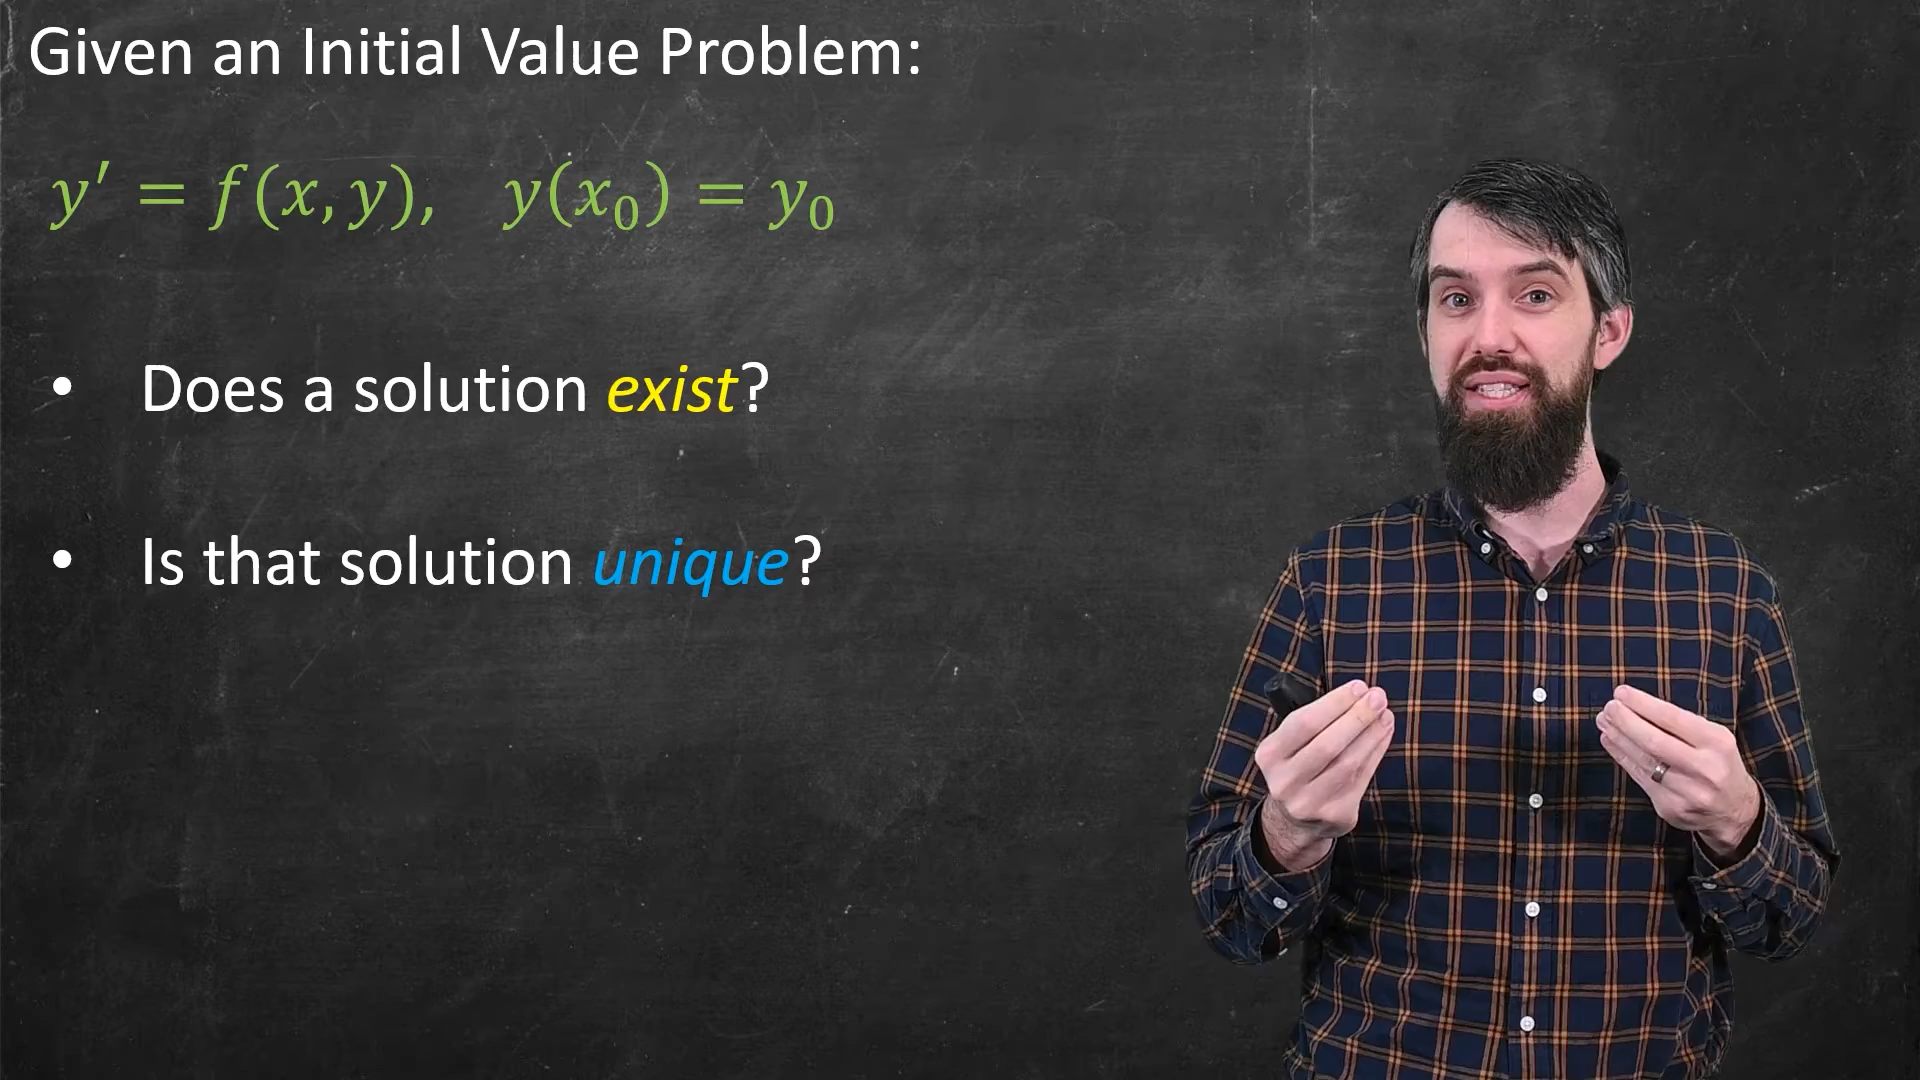 Given an Initial Value Problem:
y′ = f(x, y), y(x₀) = y₀
• Does a solution exist?
• Is that solution unique?